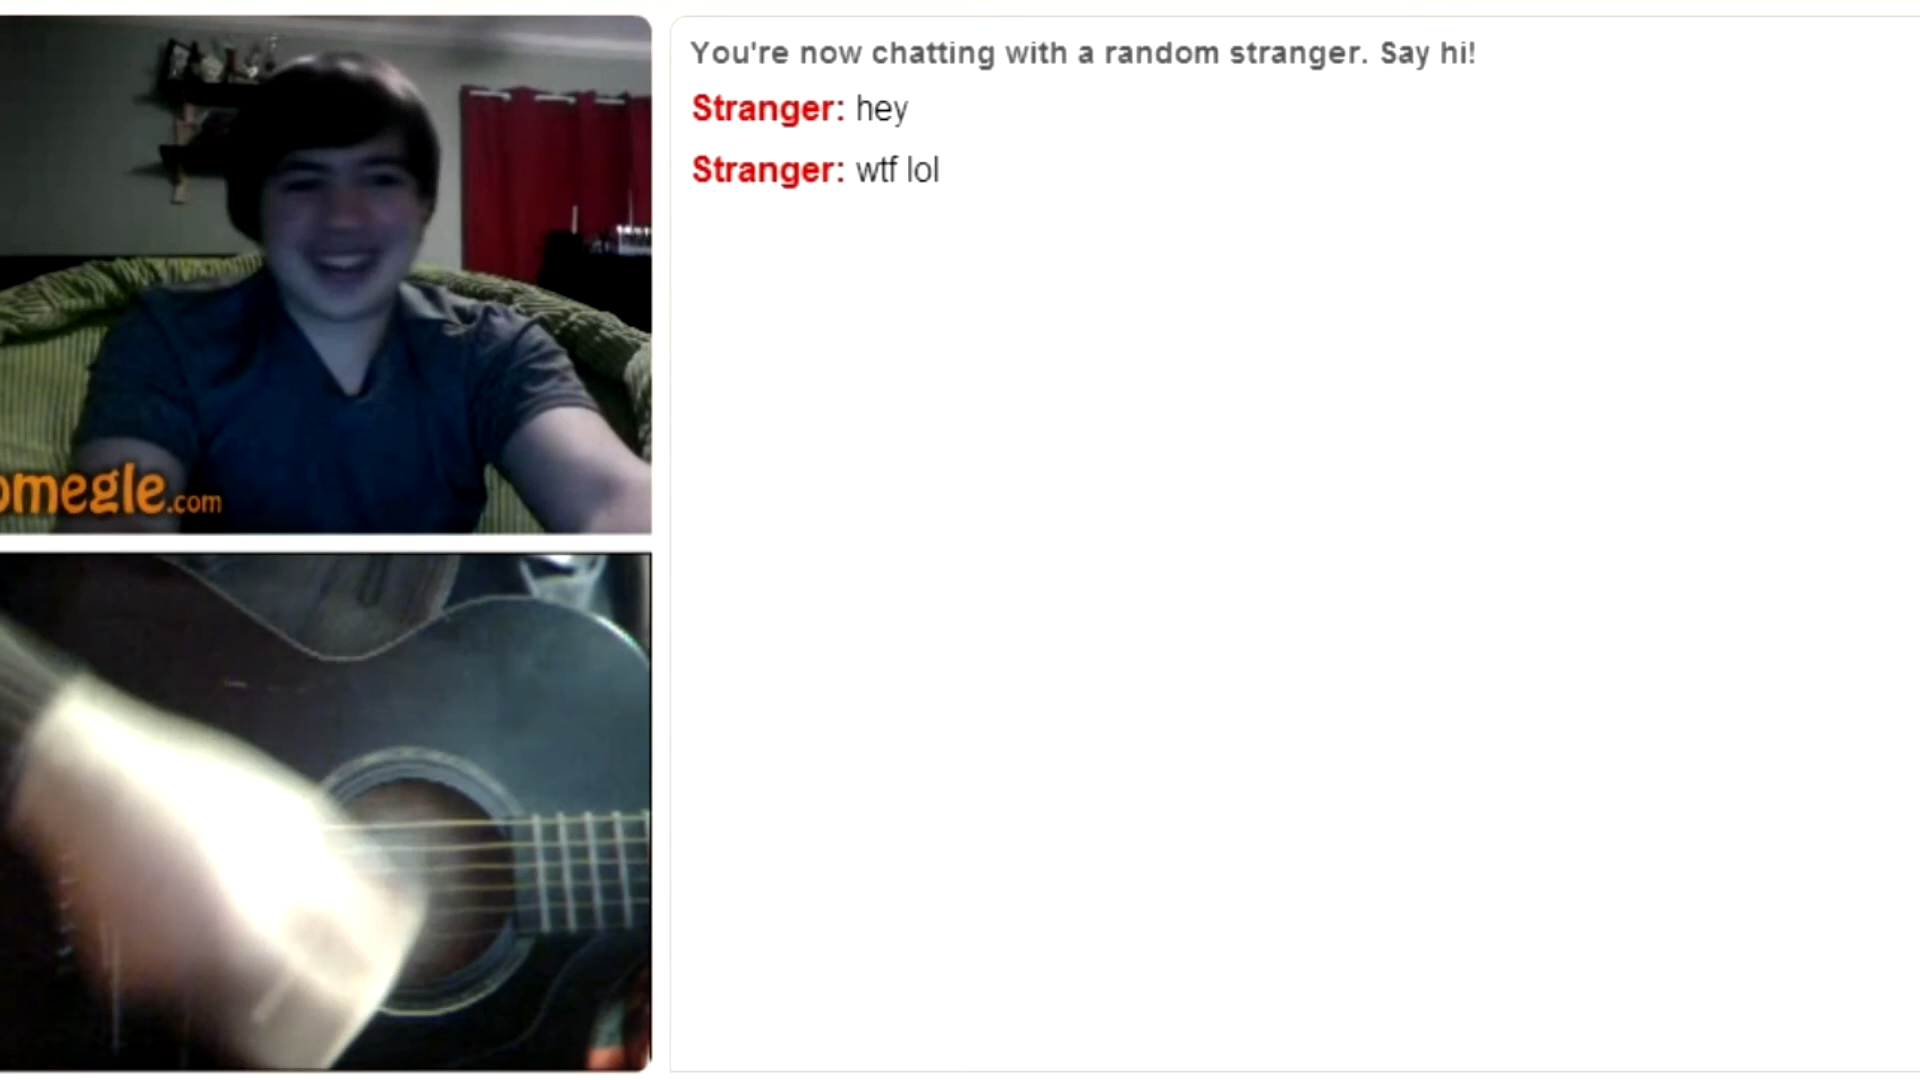 You're now chatting with a random stranger. Say hi!
Stranger: hey
Stranger: wtf lol
omegle.com